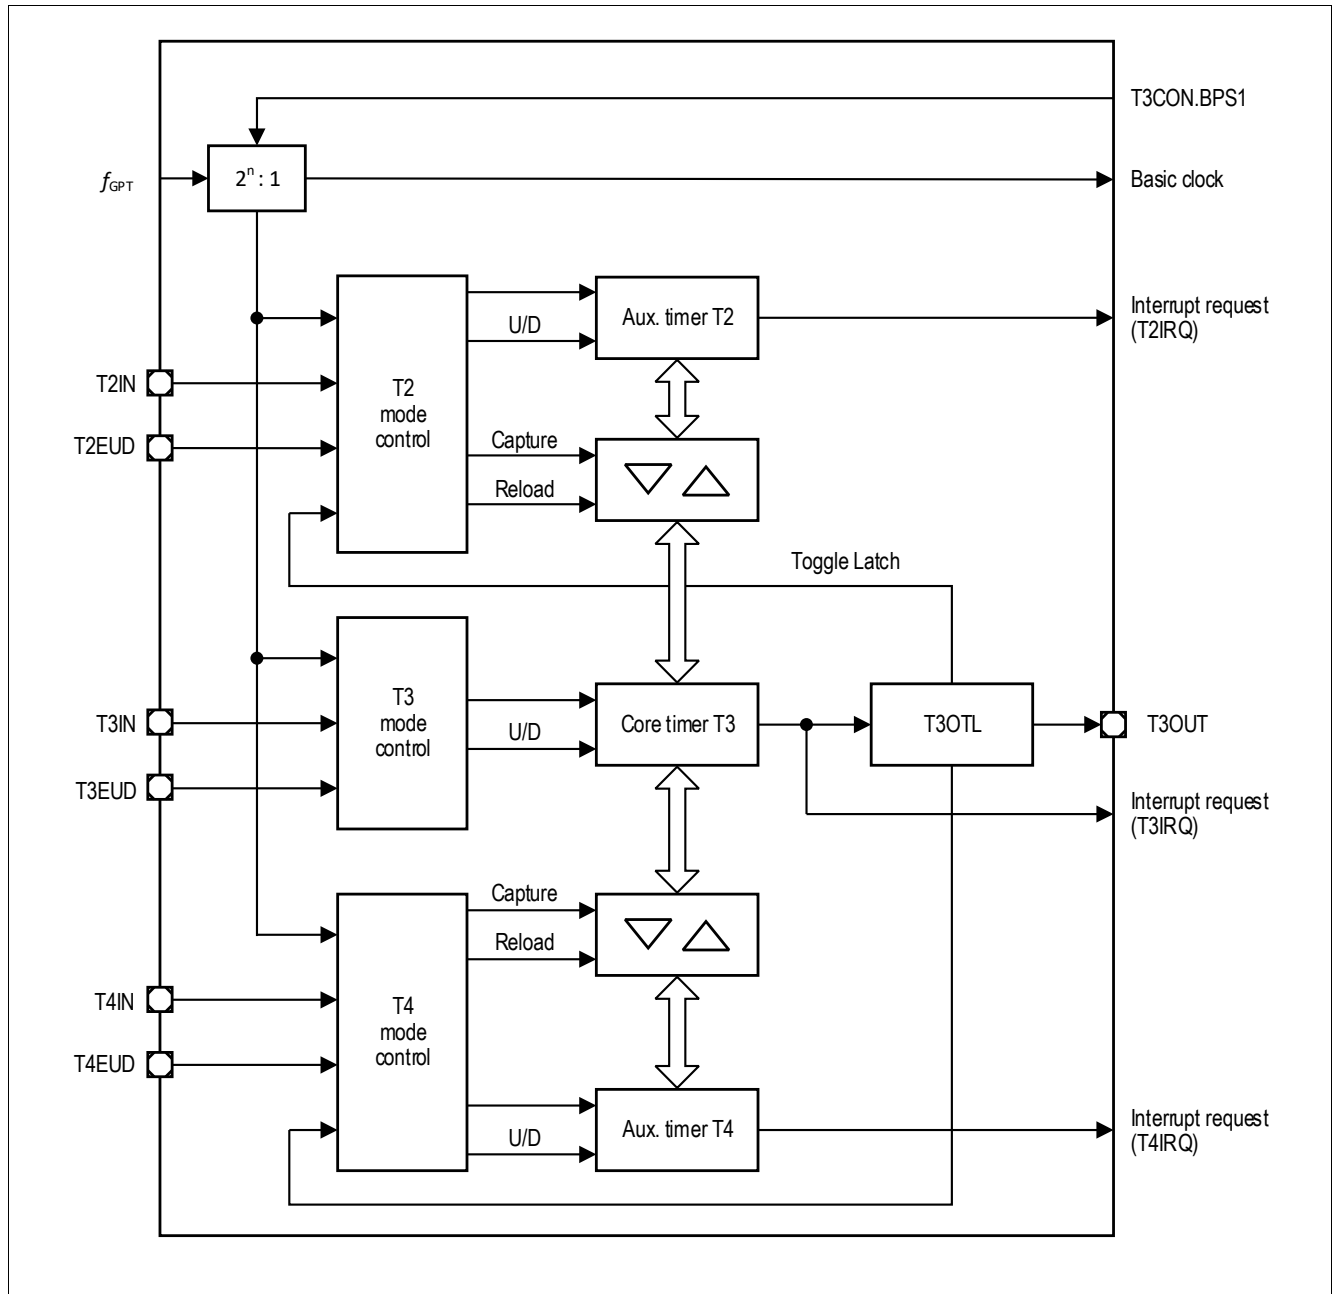 T3CON.BPS1
fGPT
2n : 1
Basic clock
T2IN
T2EUD
T2
mode
control
U/D
Capture
Reload
Aux. timer T2
Interrupt request
(T2IRQ)
Toggle Latch
T3IN
T3EUD
T3
mode
control
U/D
Core timer T3
T3OTL
T3OUT
Interrupt request
(T3IRQ)
T4IN
T4EUD
T4
mode
control
Capture
Reload
U/D
Aux. timer T4
Interrupt request
(T4IRQ)